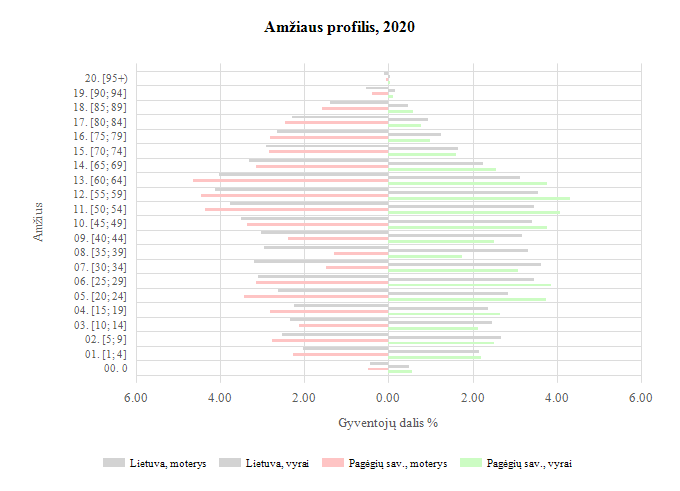 Amžiaus profilis, 2020
20. [95+)
19. [90; 94]
18. [85; 89]
17. [80; 84]
16. [75; 79]
15. [70; 74]
14. [65; 69]
13. [60; 64]
12. [55; 59]
11. [50; 54]
10. [45; 49]
09. [40; 44]
08. [35; 39]
07. [30; 34]
06. [25; 29]
05. [20; 24]
04. [15; 19]
03. [10; 14]
02. [5; 9]
01. [1; 4]
00. 0
Amžius
6.00 4.00 2.00 0.00 2.00 4.00 6.00
Gyventojų dalis %
Lietuva, moterys Lietuva, vyrai Pagėgių sav., moterys Pagėgių sav., vyrai